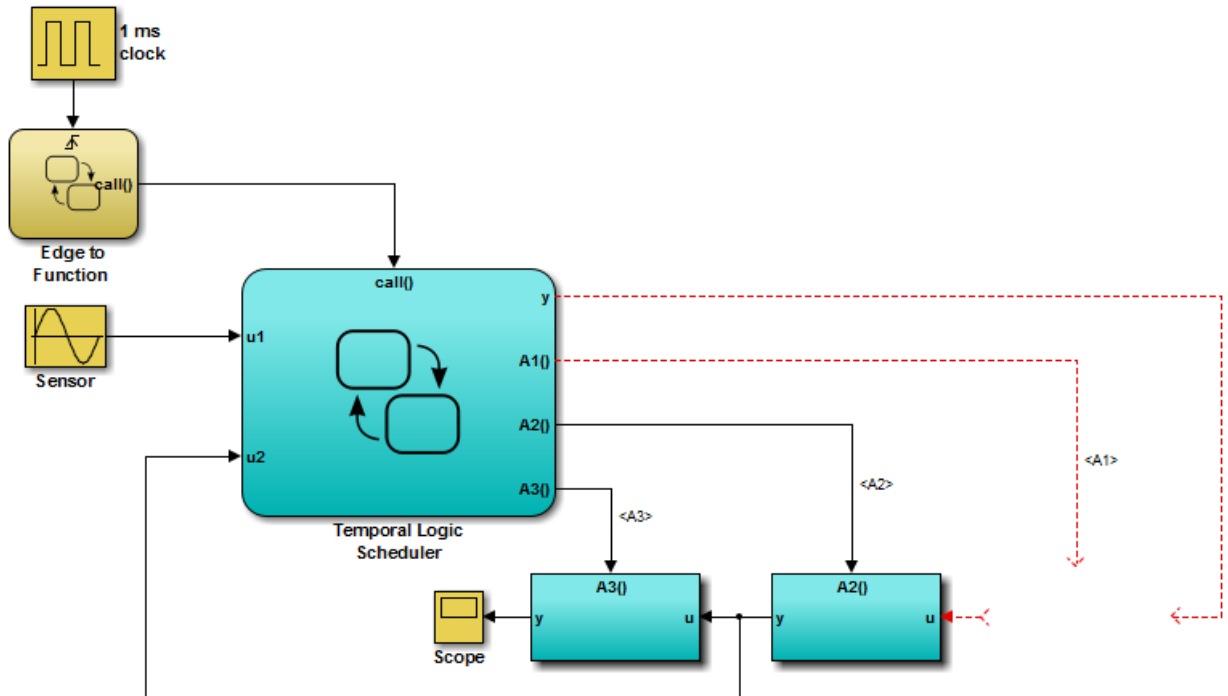 1 ms
clock
call()
Edge to
Function
call()
y
u1
A1()
Sensor
A2()
u2
<A1>
A3()
<A2>
<A3>
Temporal Logic
Scheduler
A3()
A2()
y
u
y
u
Scope